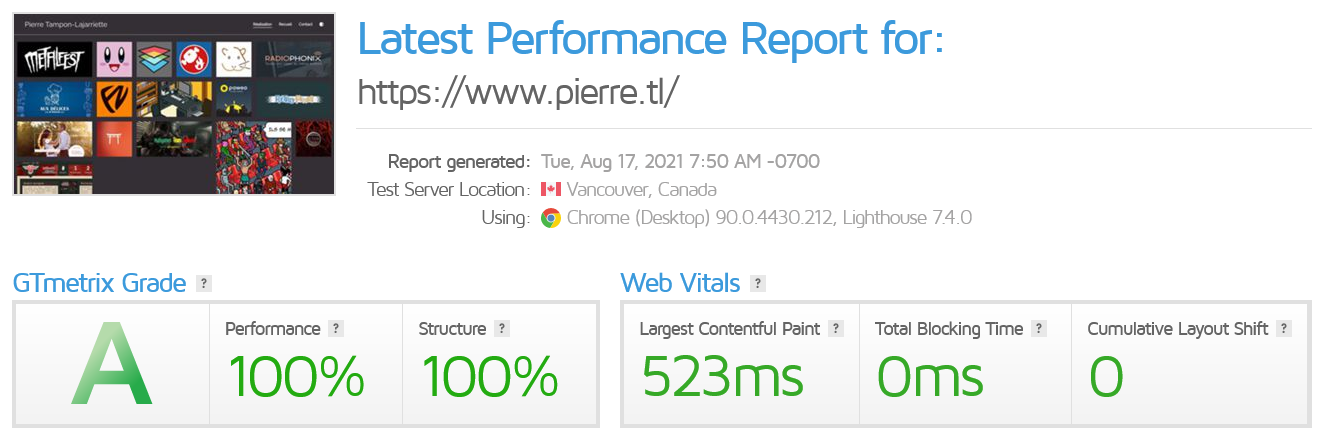 Pierre Tampon-Lajarriette
Réalisation Recueil Contact
METALFEST
RADIOPHONIX
AUX DÉLICES
poweo
Latest Performance Report for:
https://www.pierre.tl/
Report generated: Tue, Aug 17, 2021 7:50 AM -0700
Test Server Location: Vancouver, Canada
Using: Chrome (Desktop) 90.0.4430.212, Lighthouse 7.4.0
GTmetrix Grade ?
A
Performance ?
100%
Structure ?
100%
Web Vitals ?
Largest Contentful Paint ?
523ms
Total Blocking Time ?
0ms
Cumulative Layout Shift ?
0